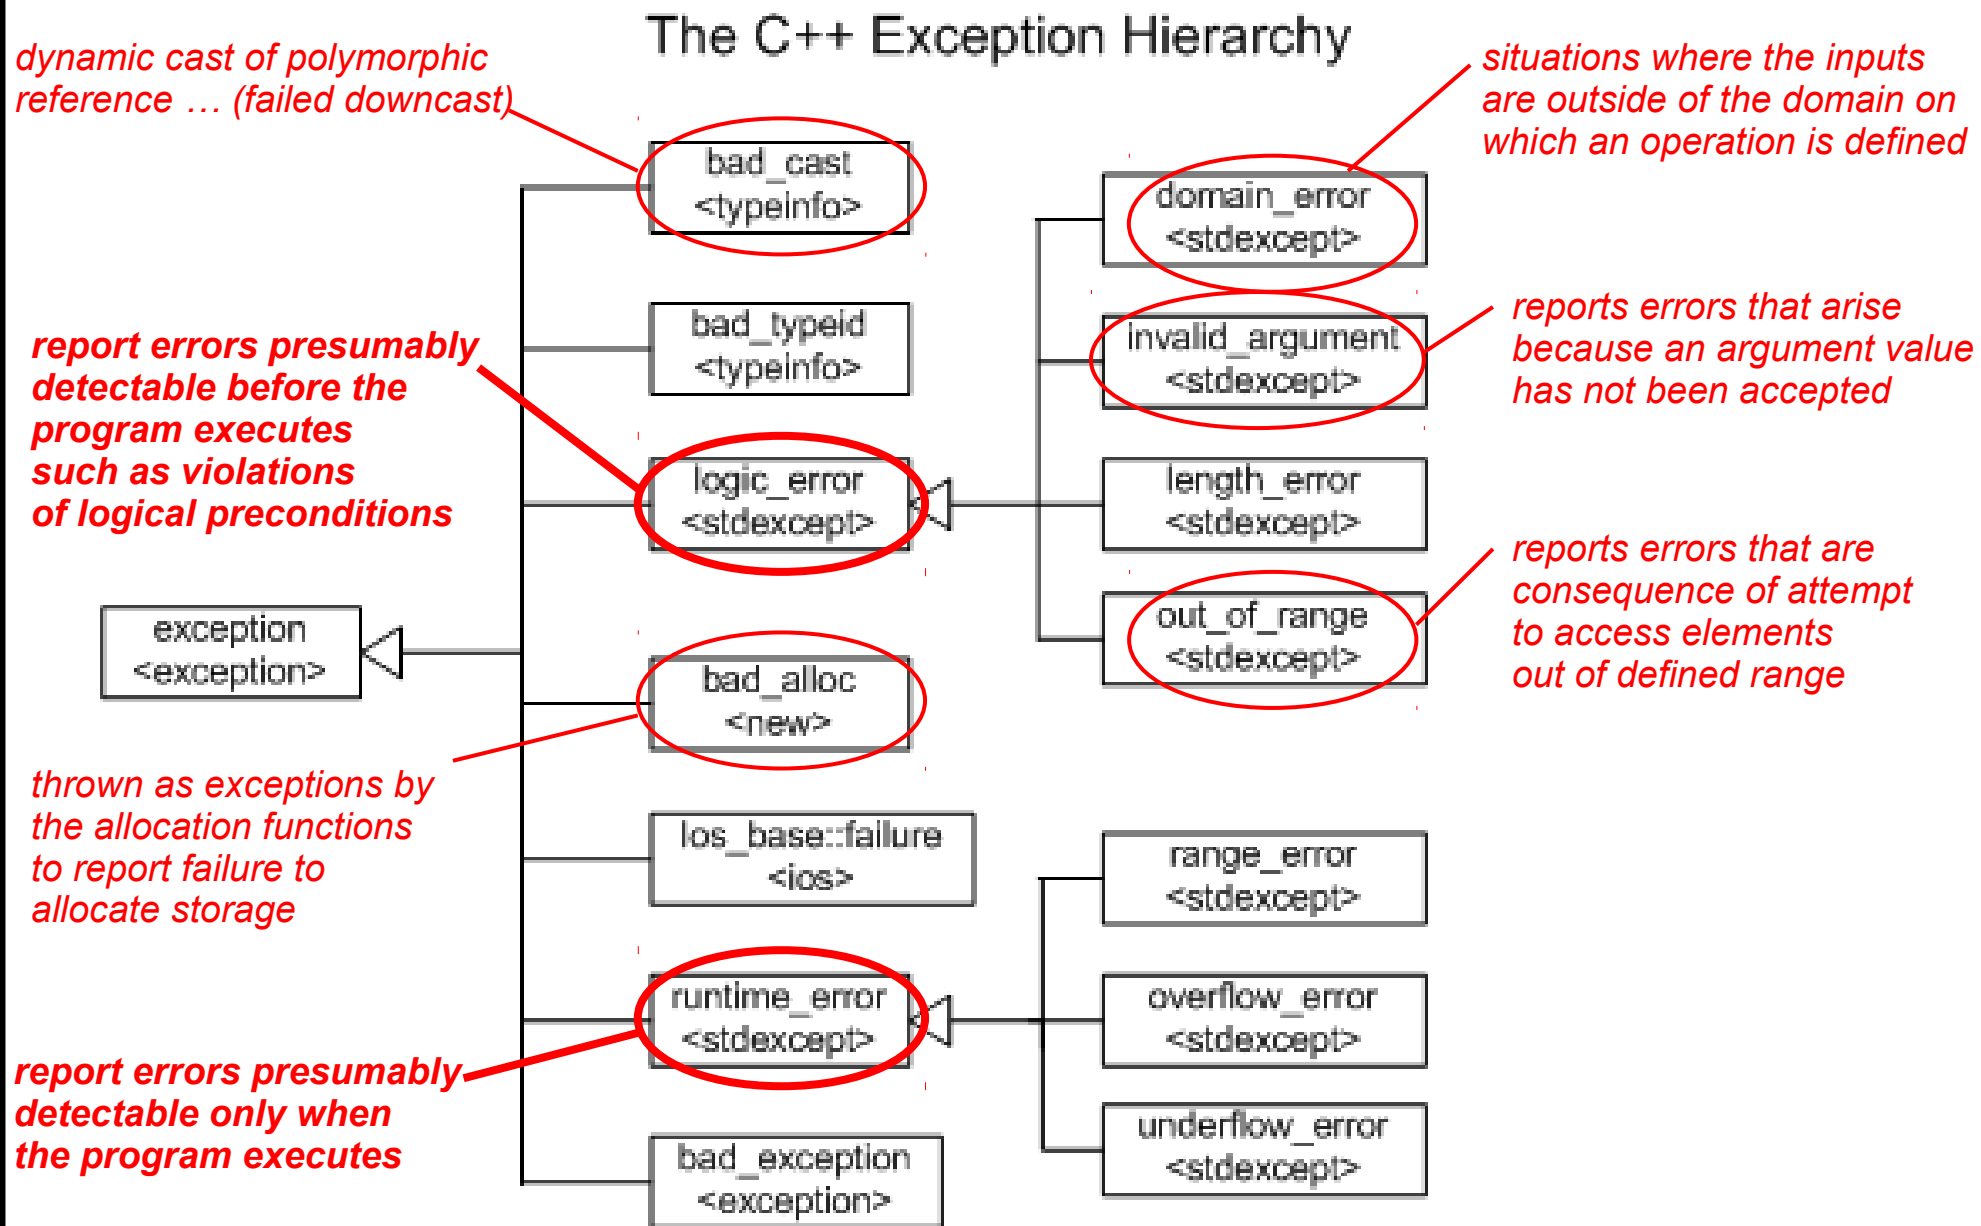 The C++ Exception Hierarchy
dynamic cast of polymorphic
reference … (failed downcast)
situations where the inputs
are outside of the domain on
which an operation is defined
bad_cast
<typeinfo>
domain_error
<stdexcept>
bad_typeid
<typeinfo>
invalid_argument
<stdexcept>
reports errors that arise
because an argument value
has not been accepted
report errors presumably
detectable before the
program executes
such as violations
of logical preconditions
logic_error
<stdexcept>
length_error
<stdexcept>
out_of_range
<stdexcept>
reports errors that are
consequence of attempt
to access elements
out of defined range
exception
<exception>
bad_alloc
<new>
thrown as exceptions by
the allocation functions
to report failure to
allocate storage
Ios_base::failure
<ios>
range_error
<stdexcept>
runtime_error
<stdexcept>
overflow_error
<stdexcept>
report errors presumably
detectable only when
the program executes
underflow_error
<stdexcept>
bad_exception
<exception>